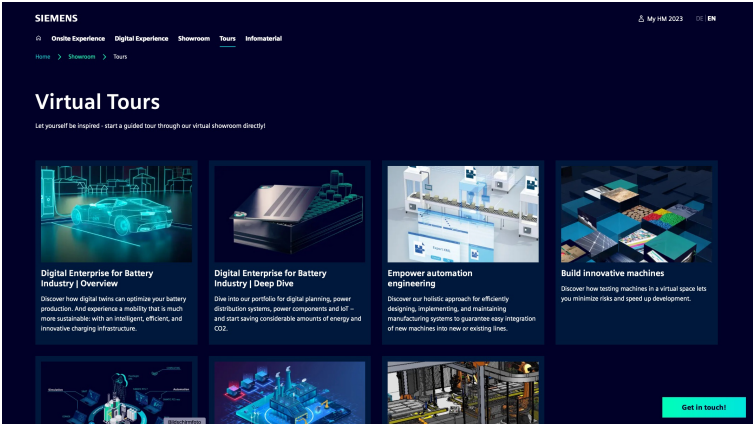 SIEMENS
My HM 2023
DE | EN
Onsite Experience Digital Experience Showroom Tours Infomaterial
Home > Showroom > Tours
Virtual Tours
Let yourself be inspired - start a guided tour through our virtual showroom directly!
Digital Enterprise for Battery
Industry | Overview
Discover how digital twins can optimize your battery
production. And experience a mobility that is much
more sustainable: with an intelligent, efficient, and
innovative charging infrastructure.
Digital Enterprise for Battery
Industry | Deep Dive
Dive into our portfolio for digital planning, power
distribution systems, power components and IoT –
and start saving considerable amounts of energy and
CO2.
Empower automation
engineering
Discover our holistic approach for efficiently
designing, implementing, and maintaining
manufacturing systems to guarantee easy integration
of new machines into new or existing lines.
Build innovative machines
Discover how testing machines in a virtual space lets
you minimize risks and speed up development.
Bildschirmfoto
Get in touch!